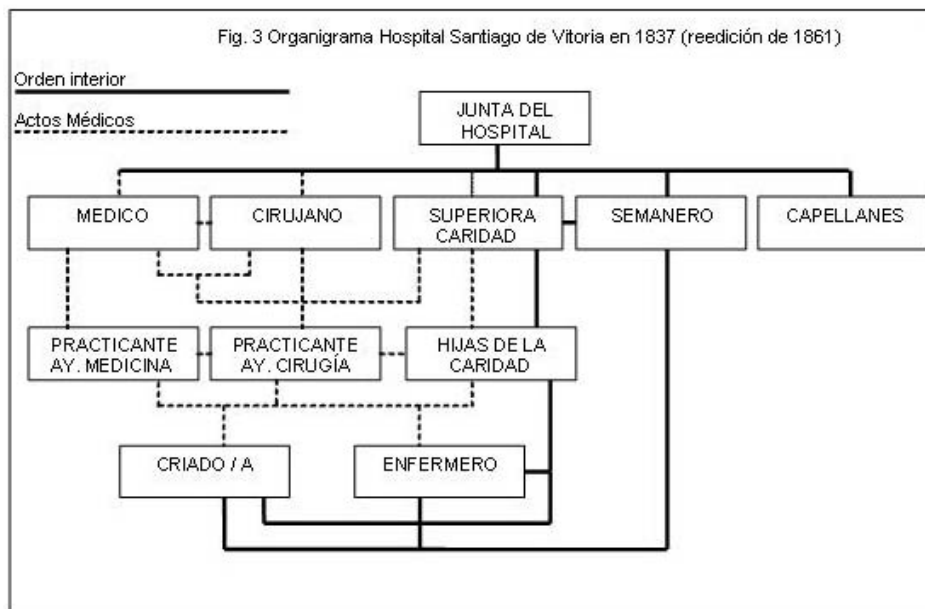 Fig. 3 Organigrama Hospital Santiago de Vitoria en 1837 (reedición de 1861)
Orden interior
Actos Médicos
JUNTA DEL
HOSPITAL
MEDICO
CIRUJANO
SUPERIORA
CARIDAD
SEMANERO
CAPELLANES
PRACTICANTE
AY. MEDICINA
PRACTICANTE
AY. CIRUGÍA
HIJAS DE LA
CARIDAD
CRIADO / A
ENFERMERO